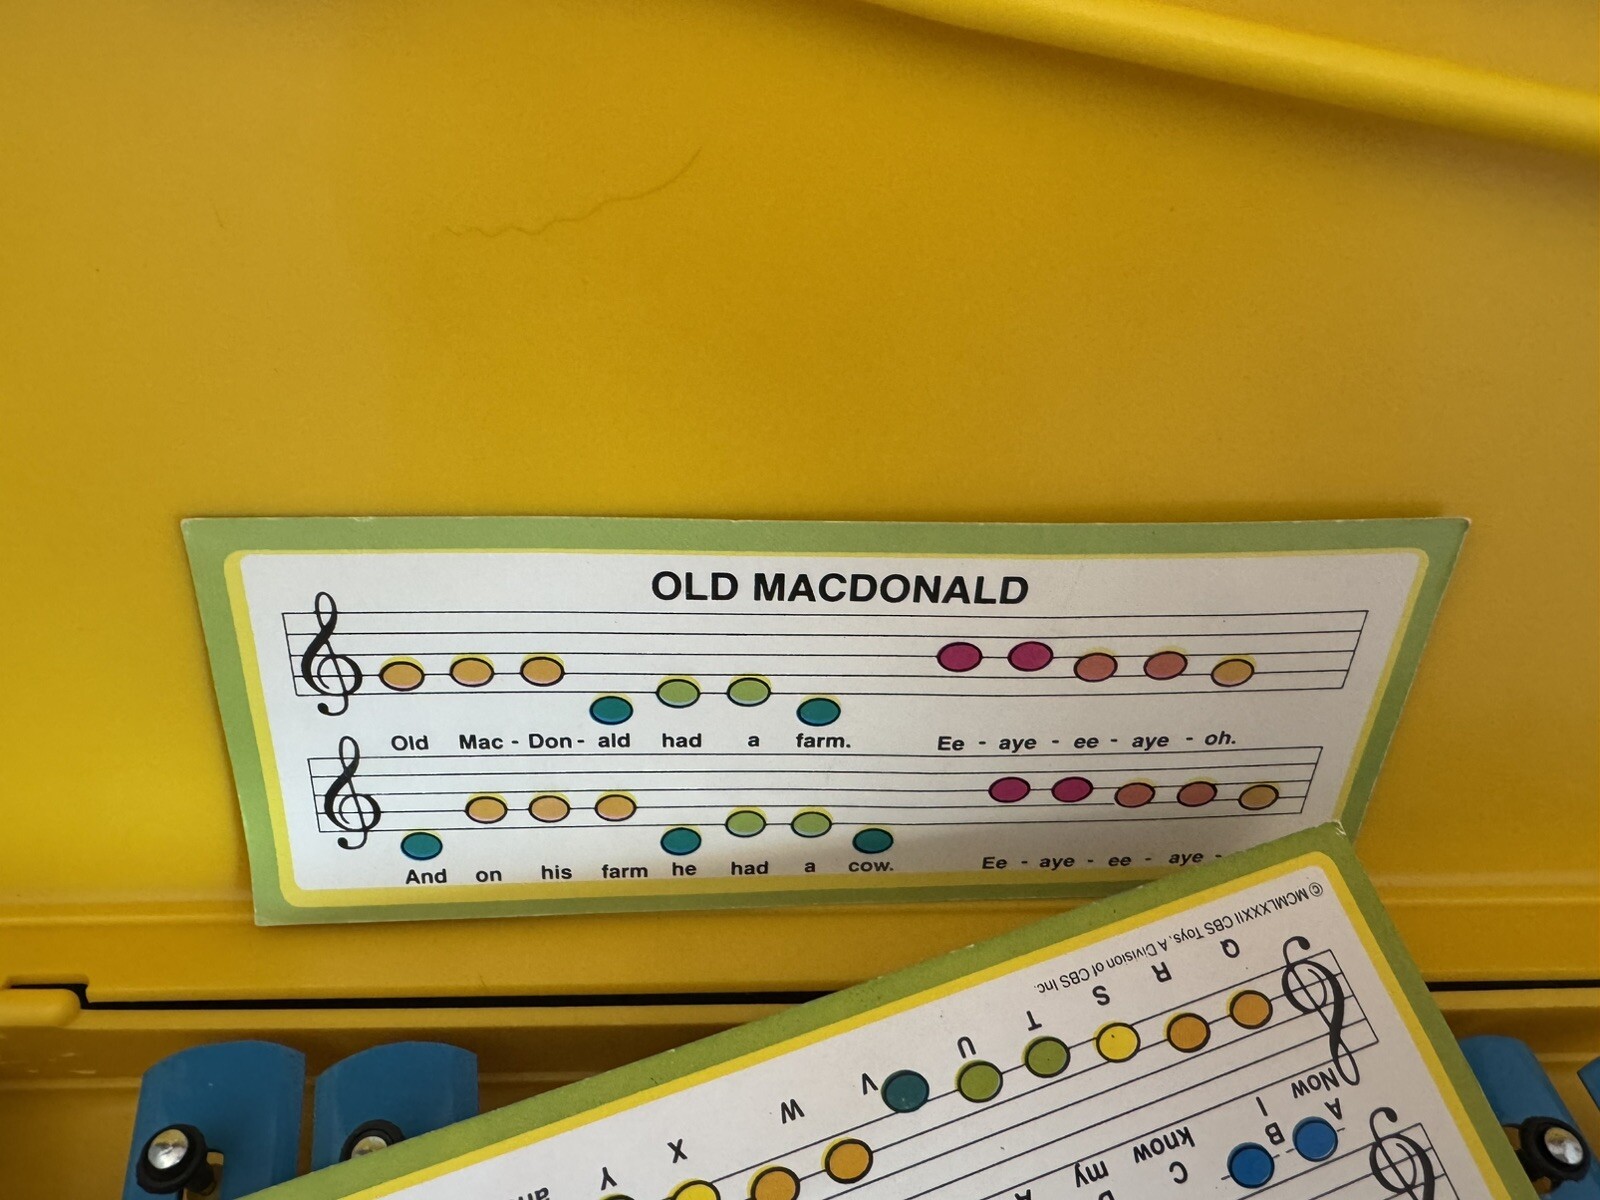 OLD MACDONALD
Old Mac - Don - ald had a farm. Ee - aye - ee - aye - oh.
And on his farm he had a cow. Ee - aye - ee - aye -
© MCMLXXXII CBS Toys, A Division of CBS Inc.
Q R S T U V
W X Y
Now I know my
A B C